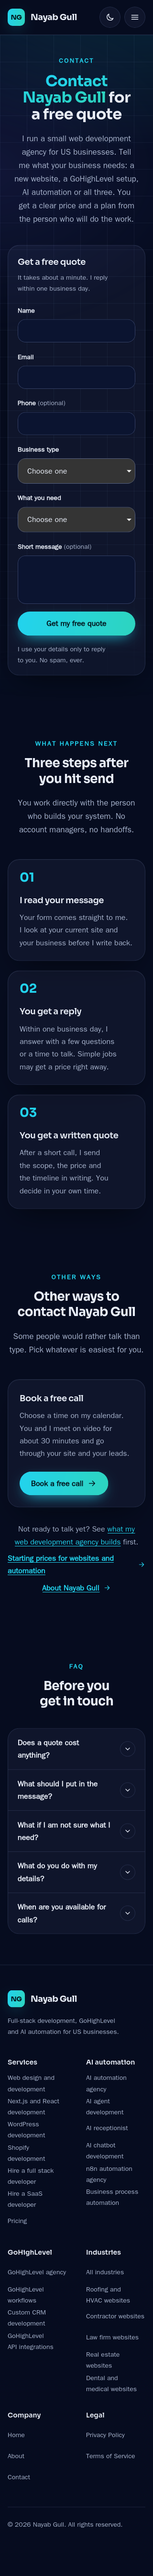 NG Nayab Gull
CONTACT
Contact
Nayab Gull for
a free quote
I run a small web development
agency for US businesses. Tell
me what your business needs: a
new website, a GoHighLevel setup,
AI automation or all three. You
get a clear price and a plan from
the person who will do the work.
Get a free quote
It takes about a minute. I reply
within one business day.
Name
Email
Phone (optional)
Business type
Choose one
What you need
Choose one
Short message (optional)
Get my free quote
I use your details only to reply
to you. No spam, ever.
WHAT HAPPENS NEXT
Three steps after
you hit send
You work directly with the person
who builds your system. No
account managers, no handoffs.
01
I read your message
Your form comes straight to me.
I look at your current site and
your business before I write back.
02
You get a reply
Within one business day, I
answer with a few questions
or a time to talk. Simple jobs
may get a price right away.
03
You get a written quote
After a short call, I send
the scope, the price and
the timeline in writing. You
decide in your own time.
OTHER WAYS
Other ways to
contact Nayab Gull
Some people would rather talk than
type. Pick whatever is easiest for you.
Book a free call
Choose a time on my calendar.
You and I meet on video for
about 30 minutes and go
through your site and your leads.
Book a free call →
Not ready to talk yet? See what my
web development agency builds first.
Starting prices for websites and
automation →
About Nayab Gull →
FAQ
Before you
get in touch
Does a quote cost
anything?
What should I put in the
message?
What if I am not sure what I
need?
What do you do with my
details?
When are you available for
calls?
NG Nayab Gull
Full-stack development, GoHighLevel
and AI automation for US businesses.
Services
Web design and
development
Next.js and React
development
WordPress
development
Shopify
development
Hire a full stack
developer
Hire a SaaS
developer
Pricing
AI automation
AI automation
agency
AI agent
development
AI receptionist
AI chatbot
development
n8n automation
agency
Business process
automation
GoHighLevel
GoHighLevel agency
GoHighLevel
workflows
Custom CRM
development
GoHighLevel
API integrations
Industries
All industries
Roofing and
HVAC websites
Contractor websites
Law firm websites
Real estate
websites
Dental and
medical websites
Company
Home
About
Contact
Legal
Privacy Policy
Terms of Service
© 2026 Nayab Gull. All rights reserved.